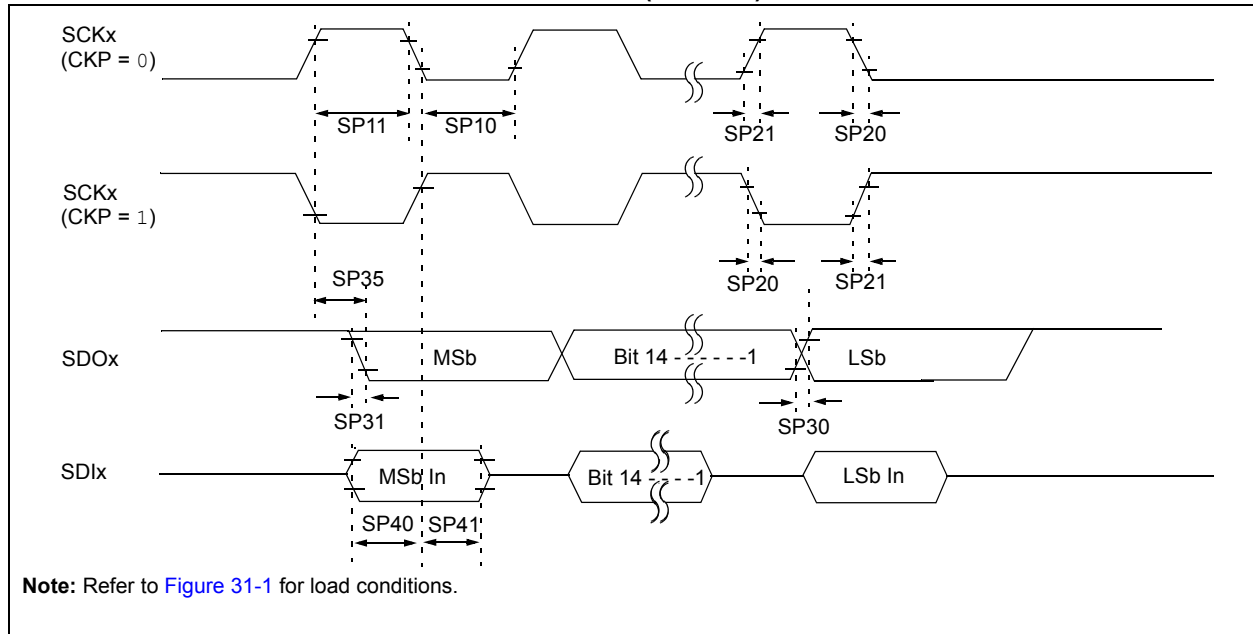 SCKx
(CKP = 0)
SP11
SP10
SP21
SP20
SCKx
(CKP = 1)
SP35
SP20
SP21
SDOx
MSb
Bit 14 - - - - - -1
LSb
SP31
SP30
SDIx
MSb In
Bit 14 - - - - -1
LSb In
SP40
SP41
Note: Refer to Figure 31-1 for load conditions.